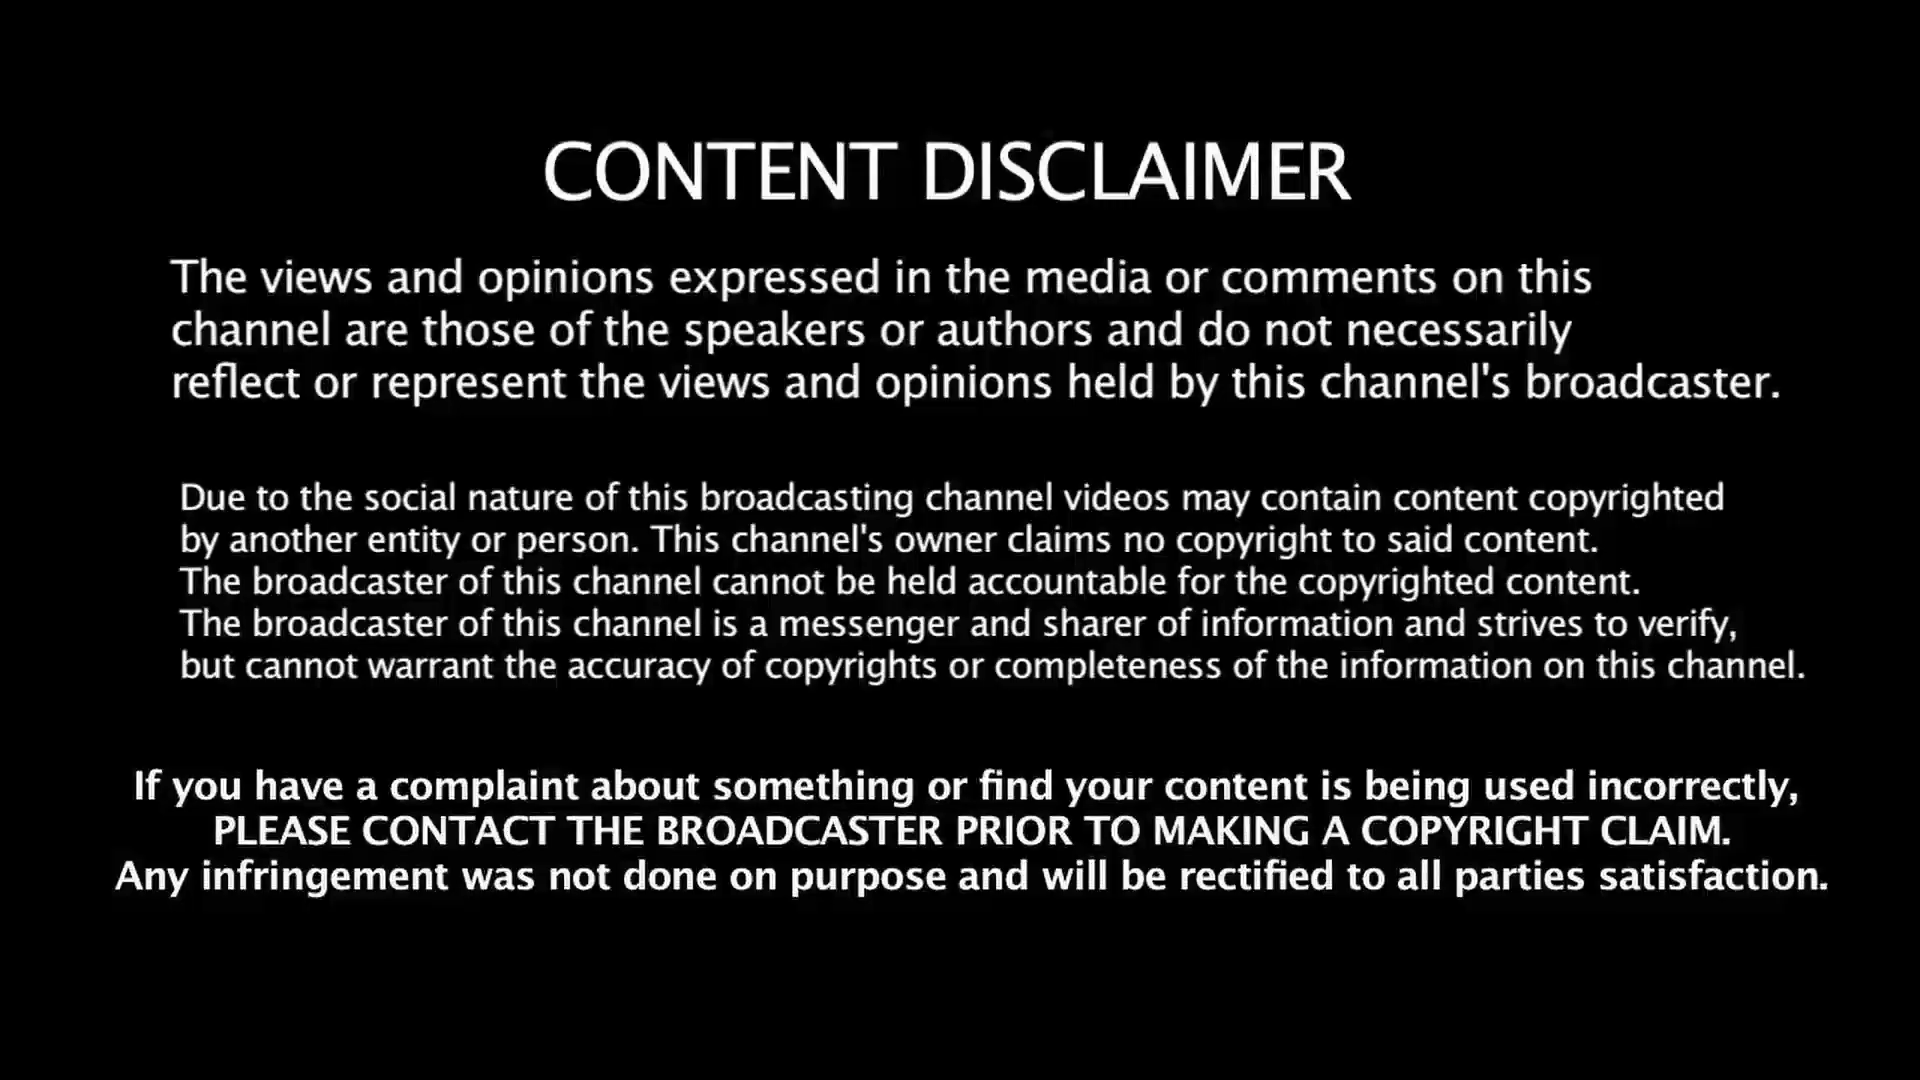 CONTENT DISCLAIMER
The views and opinions expressed in the media or comments on this
channel are those of the speakers or authors and do not necessarily
reflect or represent the views and opinions held by this channel's broadcaster.
Due to the social nature of this broadcasting channel videos may contain content copyrighted
by another entity or person. This channel's owner claims no copyright to said content.
The broadcaster of this channel cannot be held accountable for the copyrighted content.
The broadcaster of this channel is a messenger and sharer of information and strives to verify,
but cannot warrant the accuracy of copyrights or completeness of the information on this channel.
If you have a complaint about something or find your content is being used incorrectly,
PLEASE CONTACT THE BROADCASTER PRIOR TO MAKING A COPYRIGHT CLAIM.
Any infringement was not done on purpose and will be rectified to all parties satisfaction.